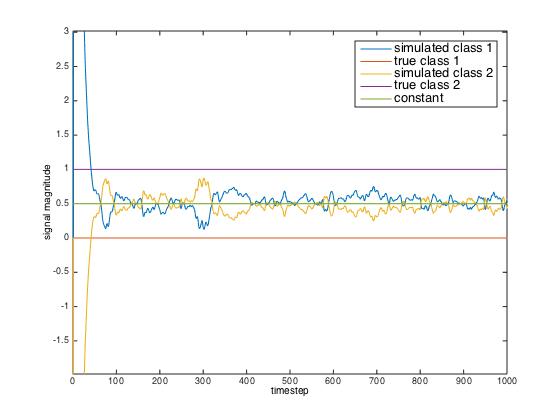 3
2.5
2
1.5
1
0.5
0
-0.5
-1
-1.5
signal magnitude
simulated class 1
true class 1
simulated class 2
true class 2
constant
0 100 200 300 400 500 600 700 800 900 1000
timestep